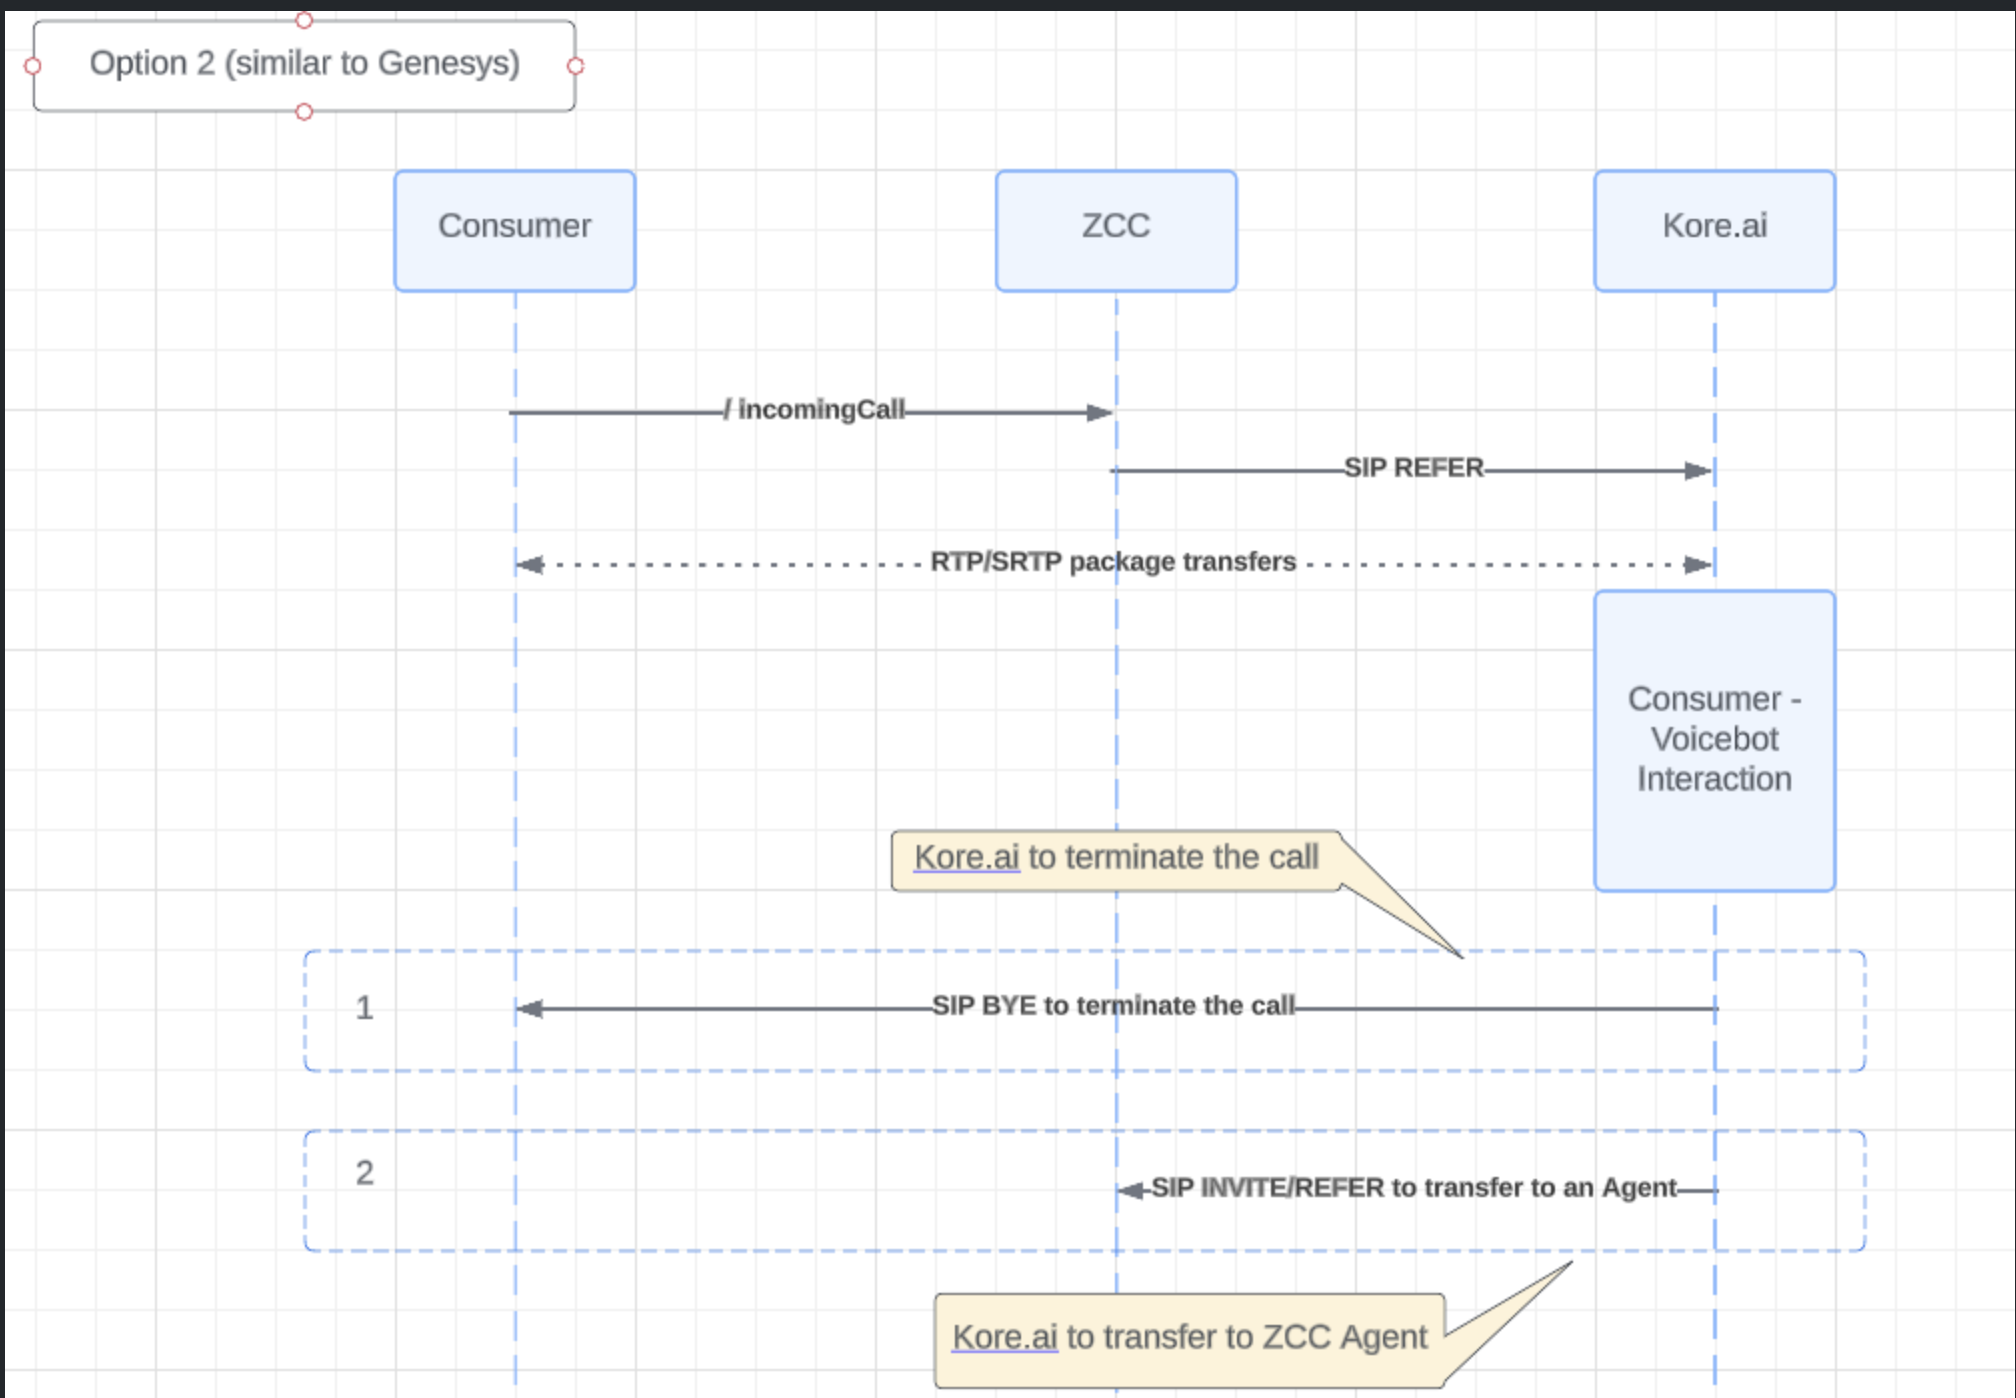 Option 2 (similar to Genesys)
Consumer
ZCC
Kore.ai
/ incomingCall
SIP REFER
RTP/SRTP package transfers
Consumer -
Voicebot
Interaction
Kore.ai to terminate the call
1
SIP BYE to terminate the call
2
SIP INVITE/REFER to transfer to an Agent
Kore.ai to transfer to ZCC Agent